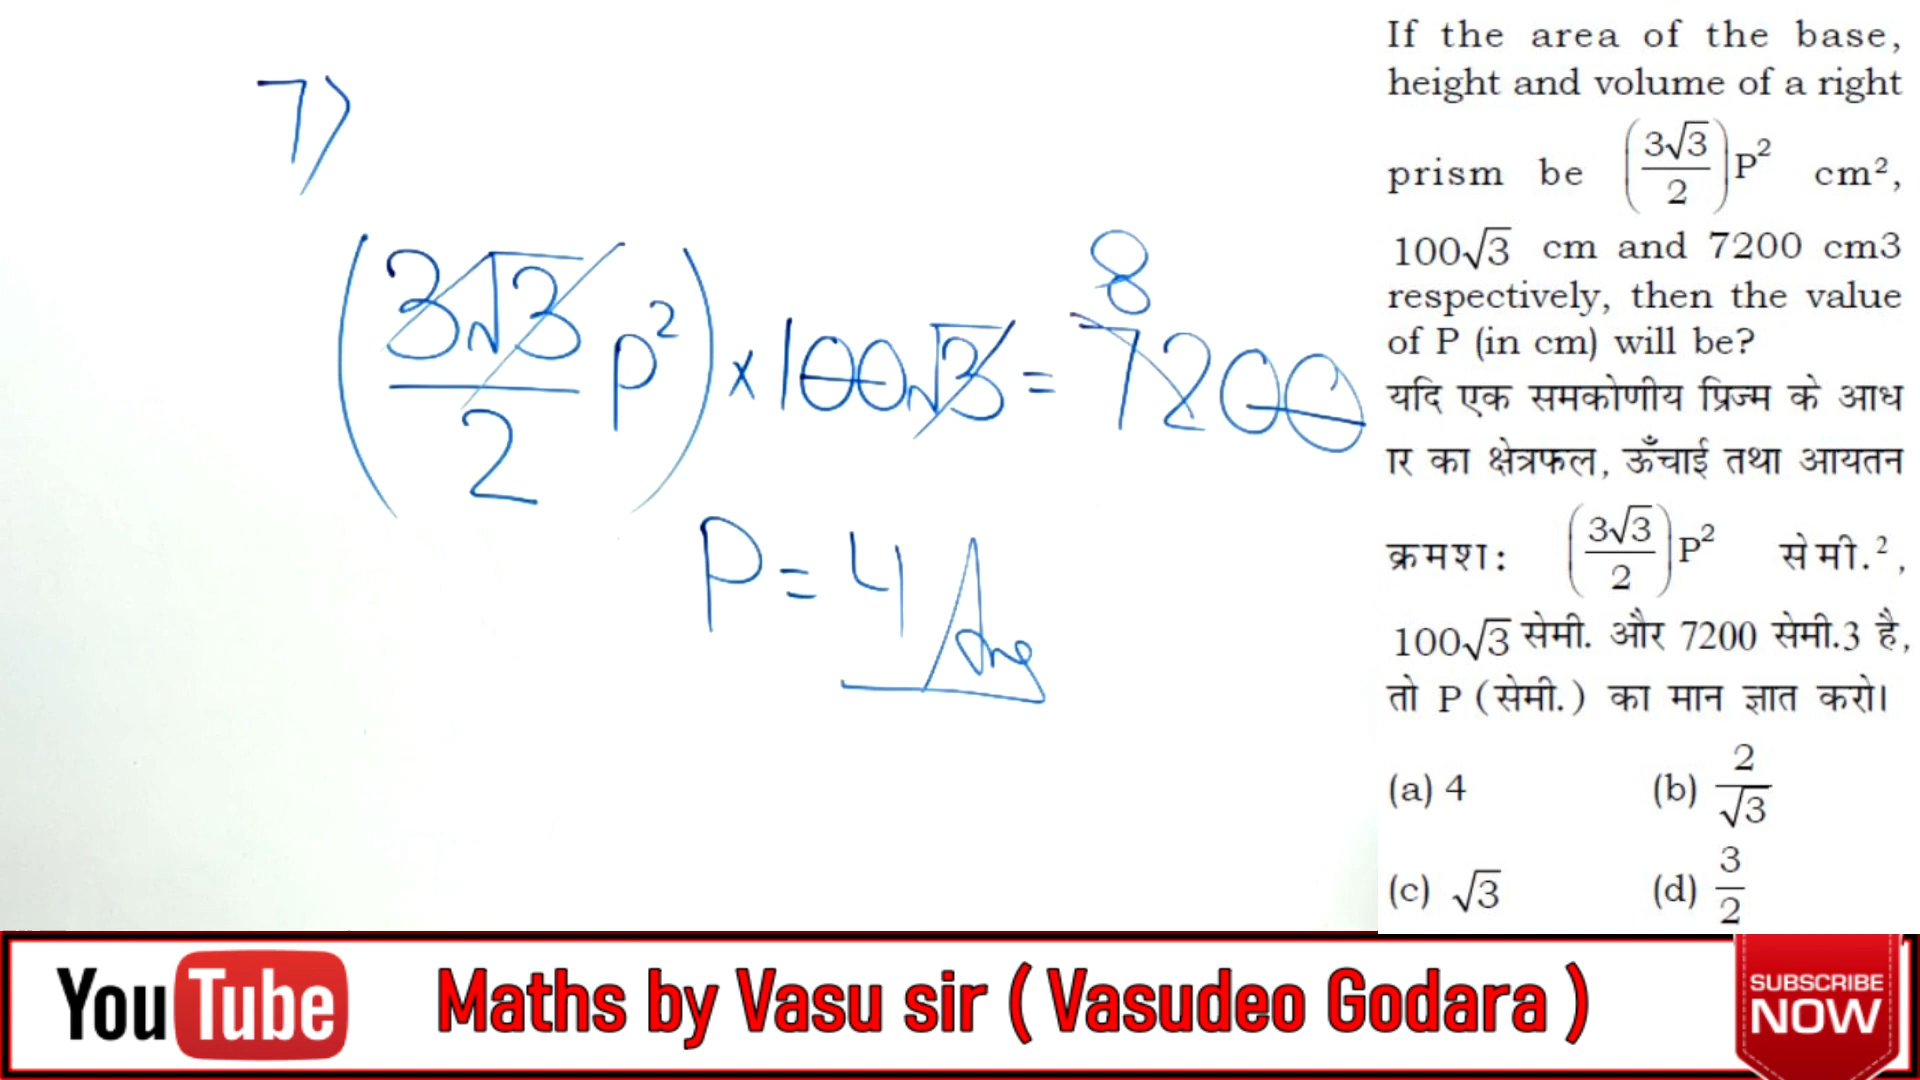 7)
(3√3/2 p²) × 100√3 = 7200
8
P = 4 Ans
If the area of the base,
height and volume of a right
prism be (3√3/2)P² cm²,
100√3 cm and 7200 cm3
respectively, then the value
of P (in cm) will be?
यदि एक समकोणीय प्रिज्म के आध
ार का क्षेत्रफल, ऊँचाई तथा आयतन
क्रमशः (3√3/2)P² सेमी.²,
100√3 सेमी. और 7200 सेमी.3 है,
तो P (सेमी.) का मान ज्ञात करो।
(a) 4 (b) 2/√3
(c) √3 (d) 3/2
YouTube Maths by Vasu sir ( Vasudeo Godara ) SUBSCRIBE
NOW